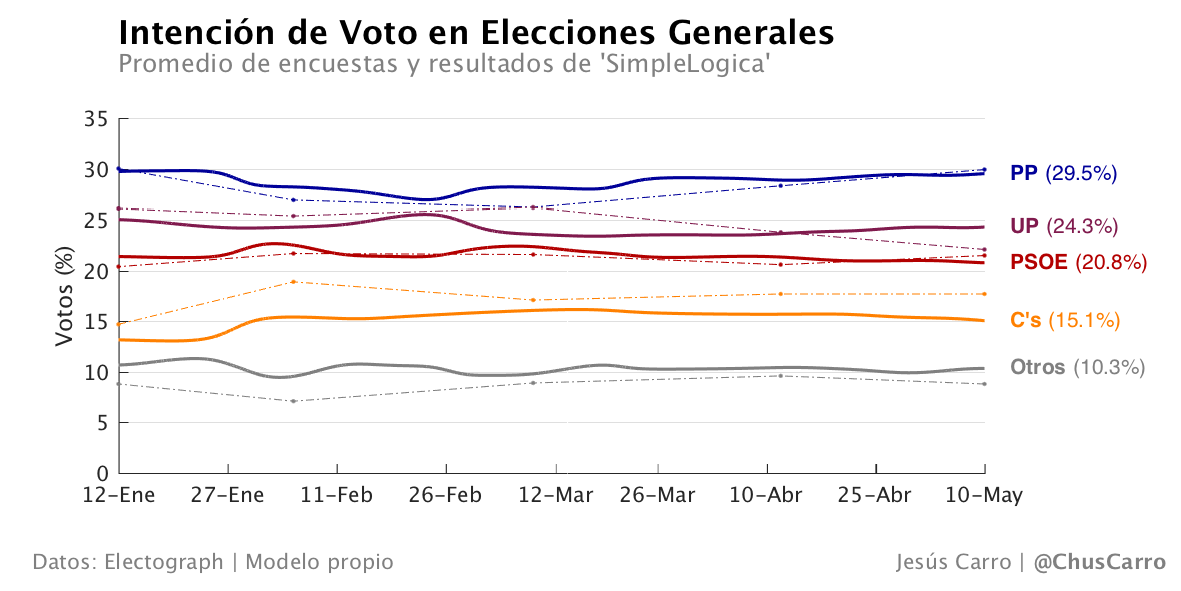 Intención de Voto en Elecciones Generales
Promedio de encuestas y resultados de 'SimpleLogica'
35
30
25
20
15
10
5
0
Votos (%)
PP (29.5%)
UP (24.3%)
PSOE (20.8%)
C's (15.1%)
Otros (10.3%)
12-Ene 27-Ene 11-Feb 26-Feb 12-Mar 26-Mar 10-Abr 25-Abr 10-May
Datos: Electograph | Modelo propio
Jesús Carro | @ChusCarro